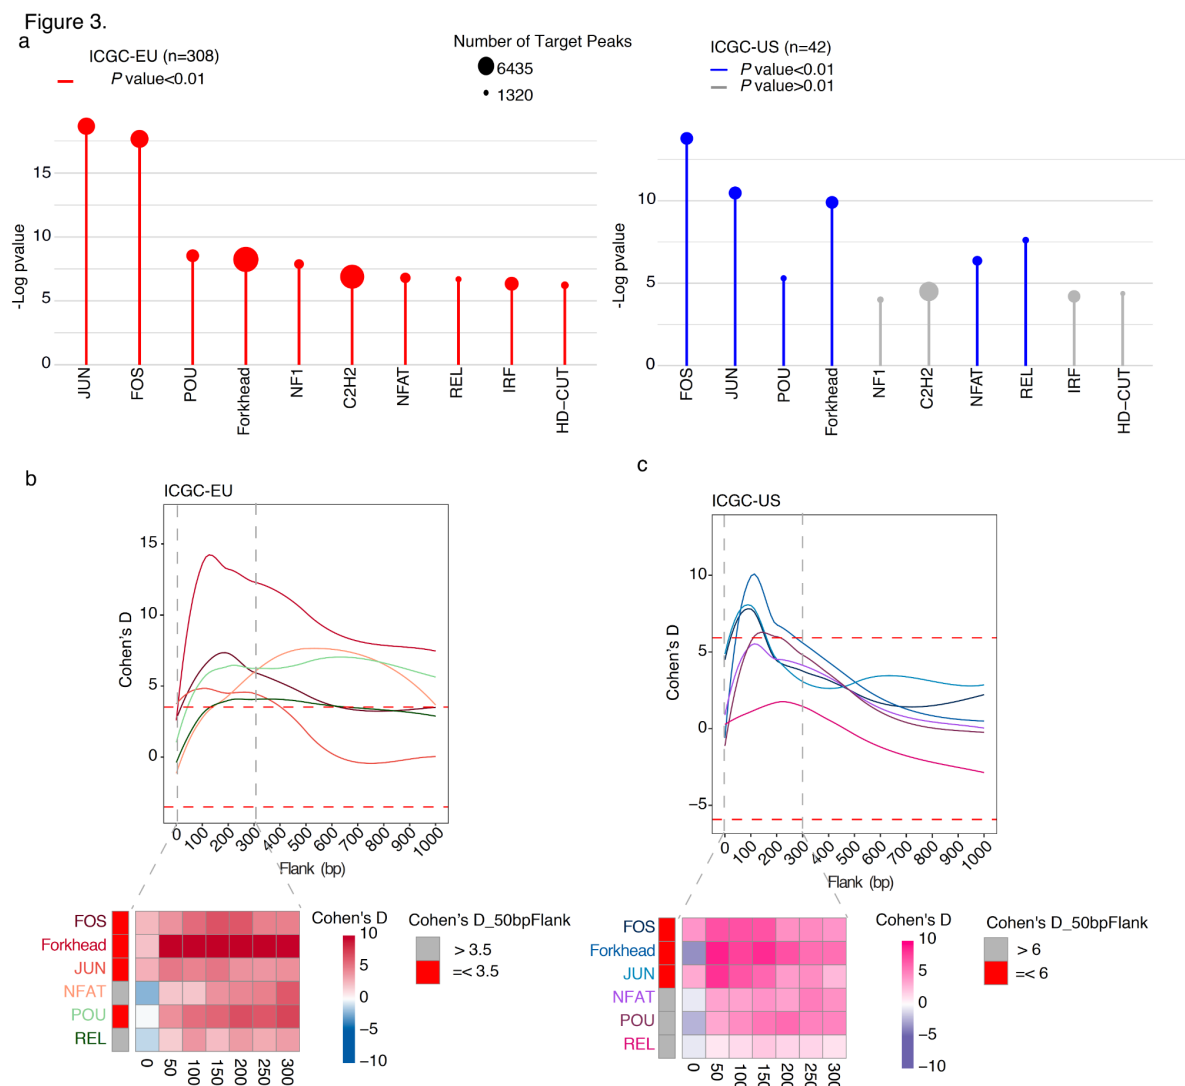 Figure 3.
a
ICGC-EU (n=308)
P value<0.01
Number of Target Peaks
6435
1320
ICGC-US (n=42)
P value<0.01
P value>0.01
-Log pvalue
15
10
5
0
JUN
FOS
POU
Forkhead
NF1
C2H2
NFAT
REL
IRF
HD-CUT
-Log pvalue
10
5
0
FOS
JUN
POU
Forkhead
NF1
C2H2
NFAT
REL
IRF
HD-CUT
b
ICGC-EU
Cohen's D
15
10
5
0
0 100 200 300 400 500 600 700 800 900 1000
Flank (bp)
FOS
Forkhead
JUN
NFAT
POU
REL
0 50 100 150 200 250 300
Cohen's D
10
5
0
−5
−10
Cohen's D_50bpFlank
> 3.5
=< 3.5
c
ICGC-US
Cohen's D
10
5
0
−5
0 100 200 300 400 500 600 700 800 900 1000
Flank (bp)
FOS
Forkhead
JUN
NFAT
POU
REL
0 50 100 150 200 250 300
Cohen's D
10
5
0
−5
−10
Cohen's D_50bpFlank
> 6
=< 6